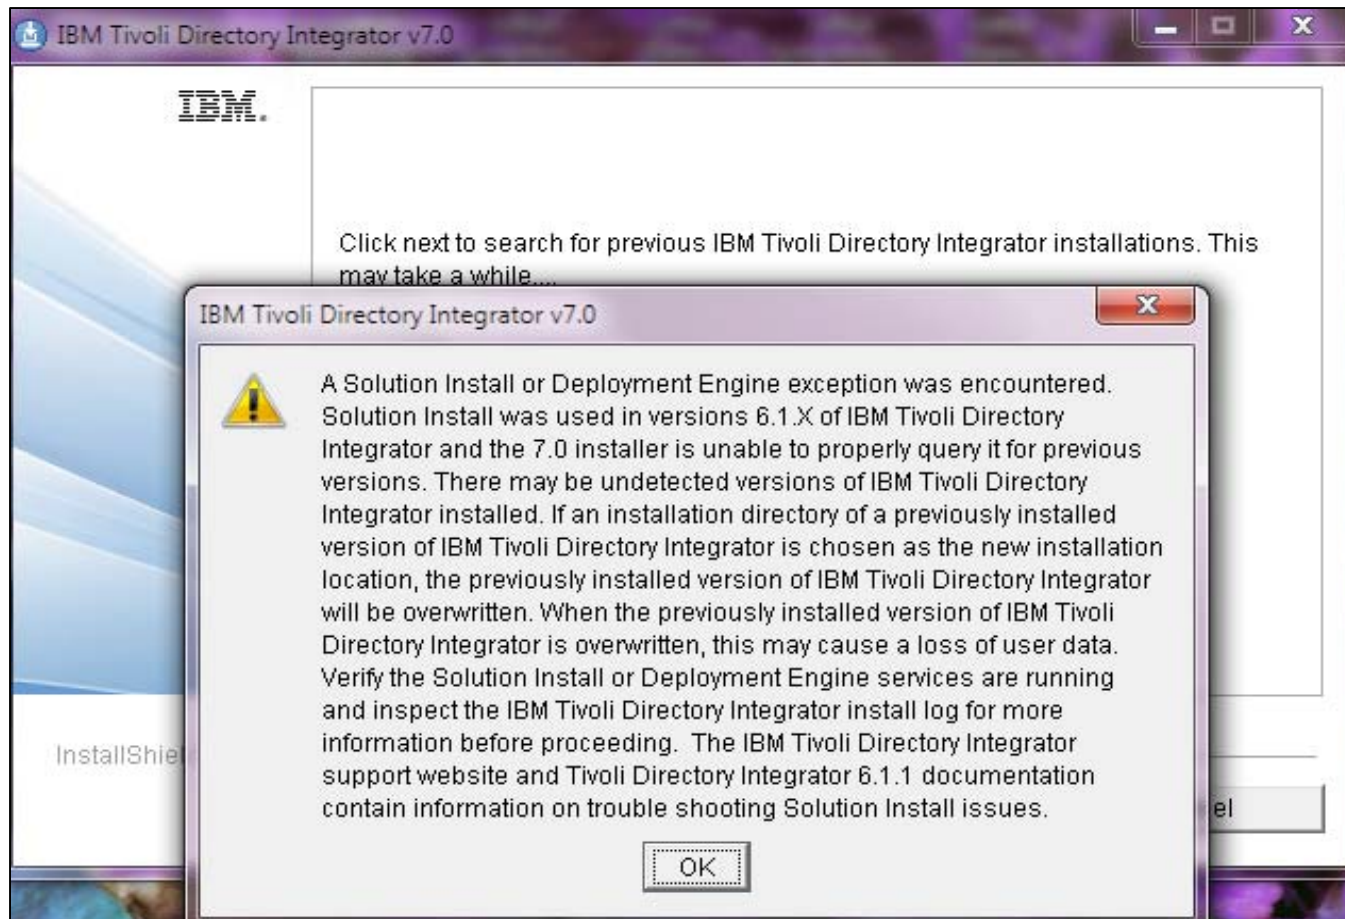 IBM Tivoli Directory Integrator v7.0
IBM.
Click next to search for previous IBM Tivoli Directory Integrator installations. This
may take a while....
IBM Tivoli Directory Integrator v7.0
A Solution Install or Deployment Engine exception was encountered.
Solution Install was used in versions 6.1.X of IBM Tivoli Directory
Integrator and the 7.0 installer is unable to properly query it for previous
versions. There may be undetected versions of IBM Tivoli Directory
Integrator installed. If an installation directory of a previously installed
version of IBM Tivoli Directory Integrator is chosen as the new installation
location, the previously installed version of IBM Tivoli Directory Integrator
will be overwritten. When the previously installed version of IBM Tivoli
Directory Integrator is overwritten, this may cause a loss of user data.
Verify the Solution Install or Deployment Engine services are running
and inspect the IBM Tivoli Directory Integrator install log for more
information before proceeding.  The IBM Tivoli Directory Integrator
support website and Tivoli Directory Integrator 6.1.1 documentation
contain information on trouble shooting Solution Install issues.
InstallShie
el
OK